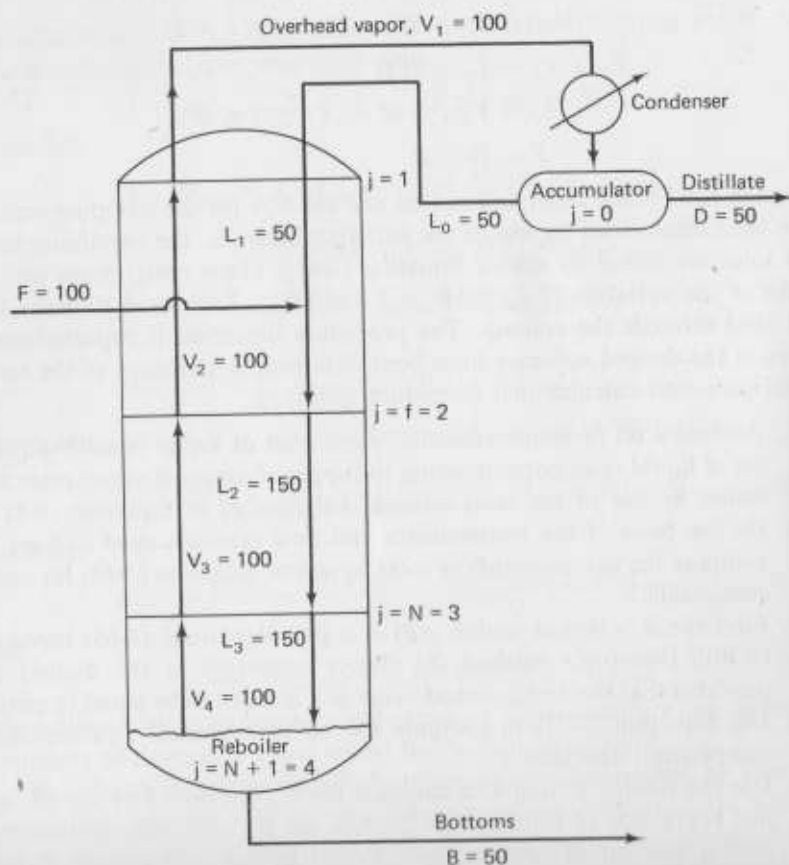 Overhead vapor, V₁ = 100
Condenser
j = 1
Accumulator
j = 0
Distillate
D = 50
L₀ = 50
L₁ = 50
F = 100
V₂ = 100
j = f = 2
L₂ = 150
V₃ = 100
j = N = 3
L₃ = 150
V₄ = 100
Reboiler
j = N + 1 = 4
Bottoms
B = 50